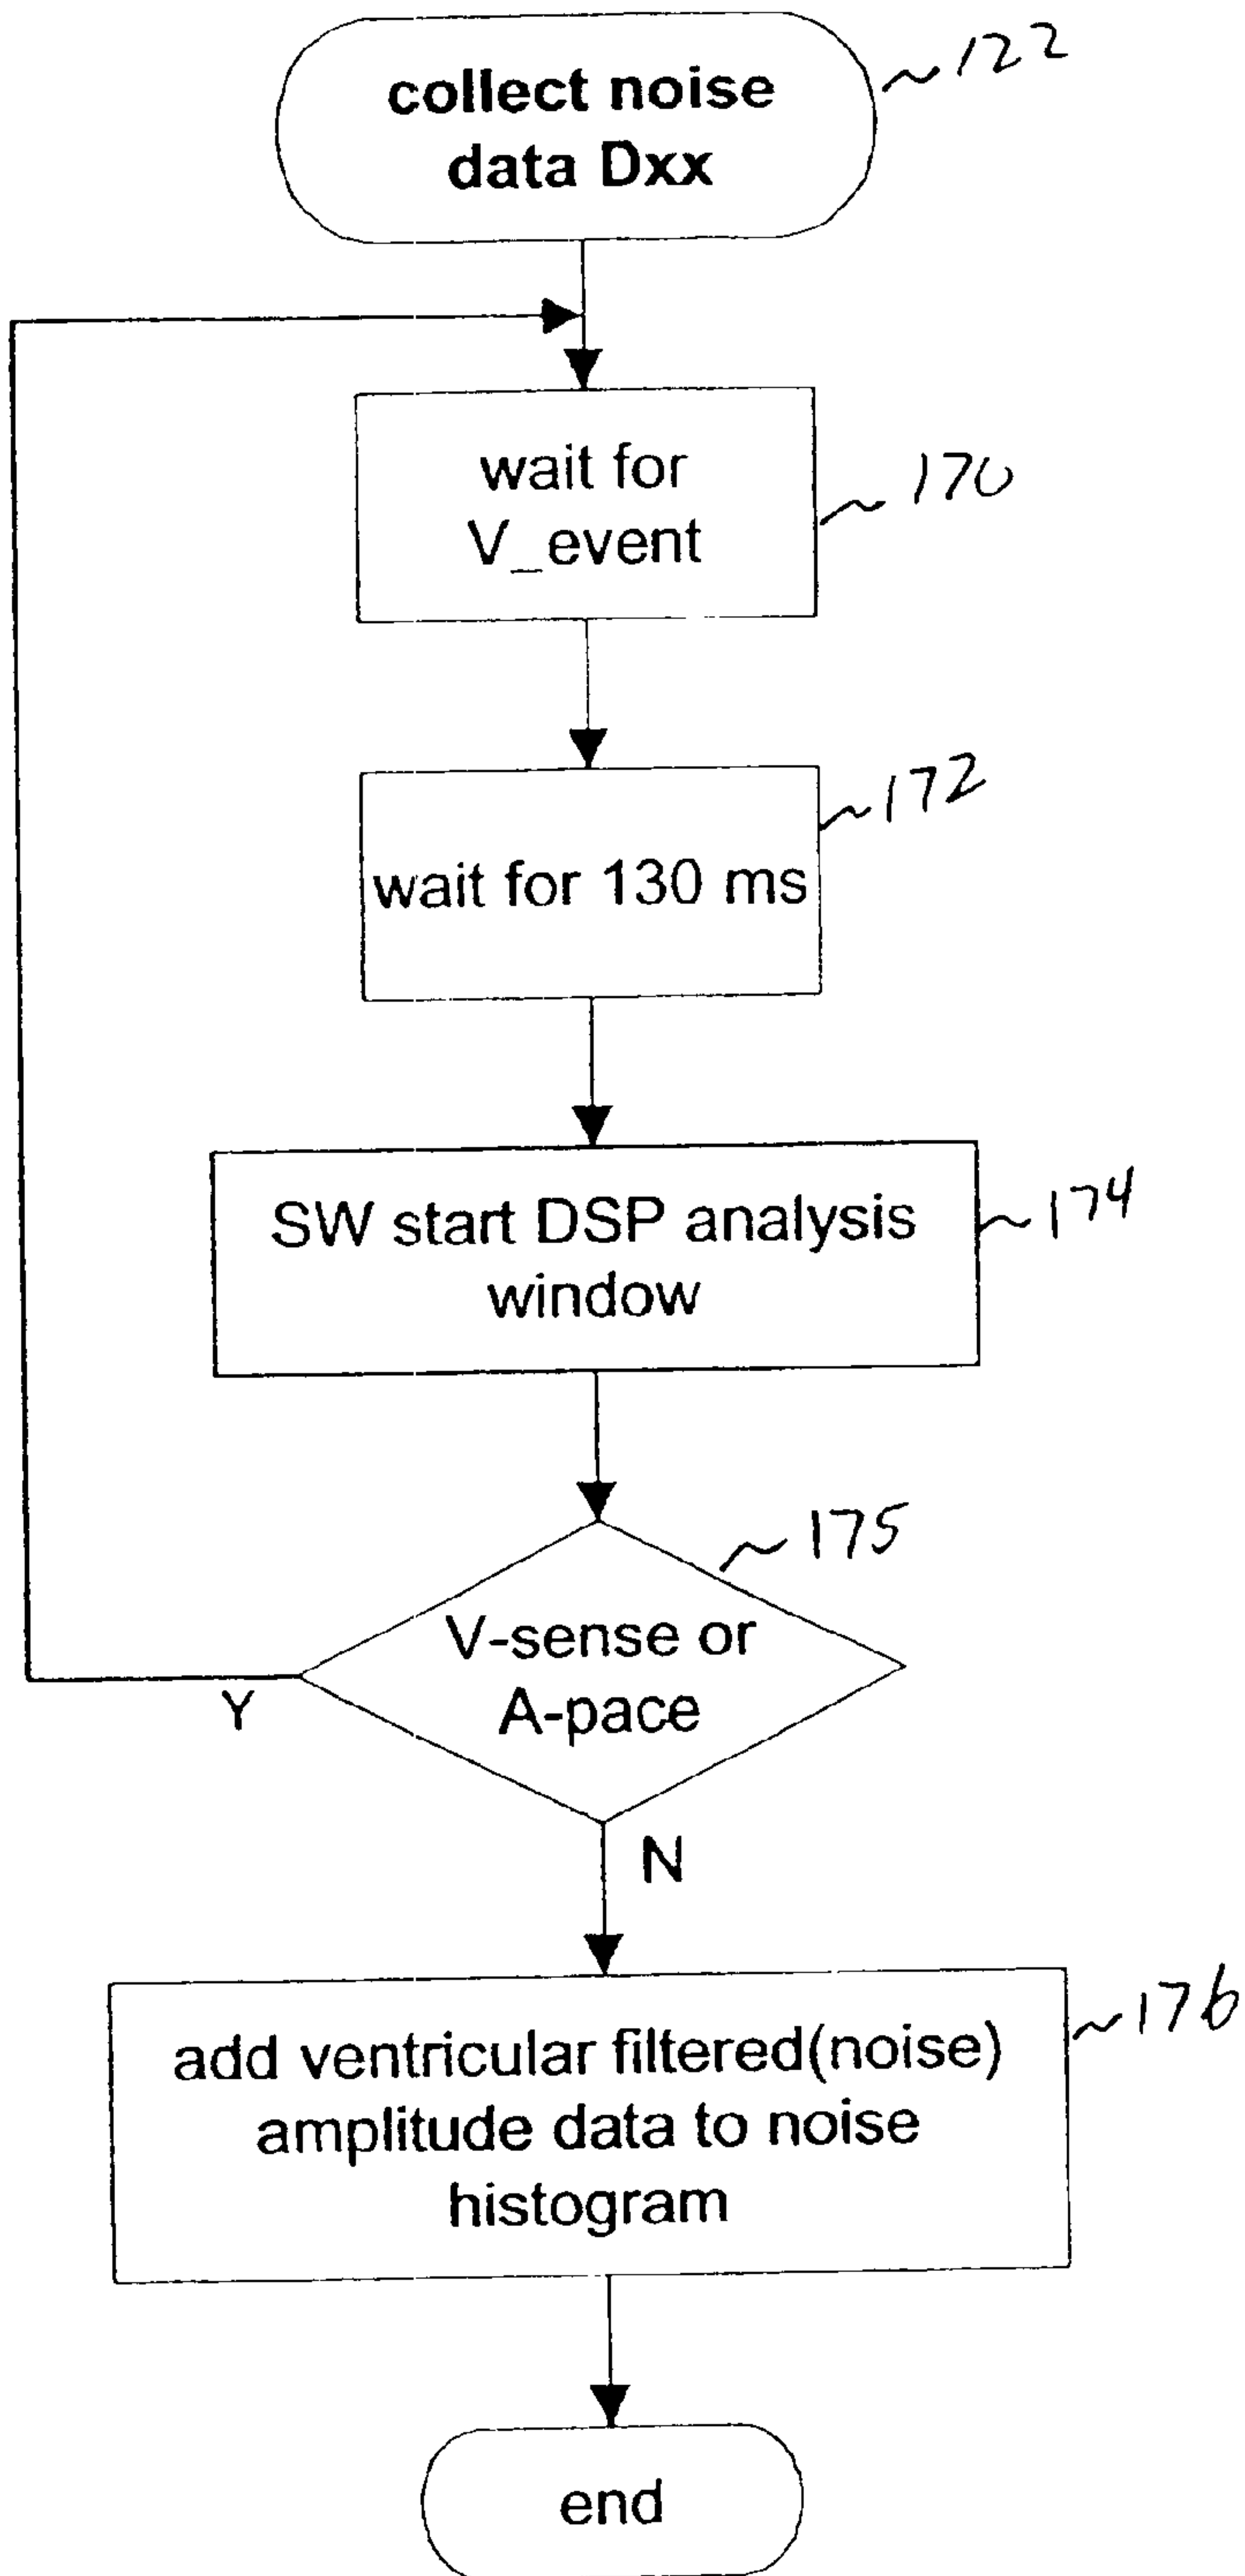 collect noise
data Dxx
122
wait for
V_event
170
wait for 130 ms
172
SW start DSP analysis
window
174
V-sense or
A-pace
175
Y
N
add ventricular filtered(noise)
amplitude data to noise
histogram
176
end